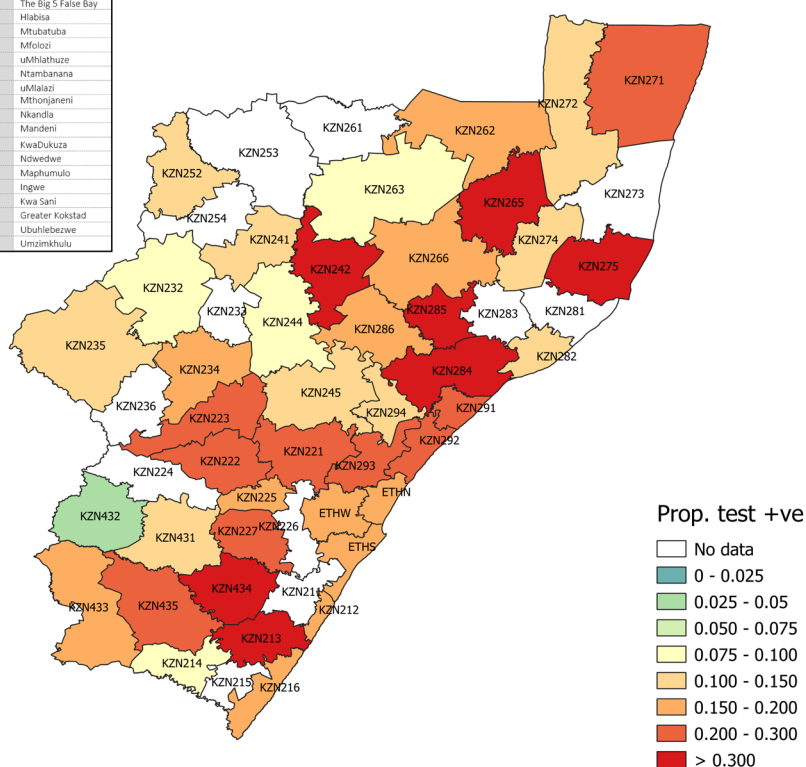 The Big 5 False Bay
Hlabisa
Mtubatuba
Mfolozi
uMhlathuze
Ntambanana
uMlalazi
Mthonjaneni
Nkandla
Mandeni
KwaDukuza
Ndwedwe
Maphumulo
Ingwe
Kwa Sani
Greater Kokstad
Ubuhlebezwe
Umzimkhulu
KZN271
KZN272
KZN261
KZN262
KZN253
KZN252
KZN263
KZN273
KZN265
KZN254
KZN241
KZN274
KZN266
KZN275
KZN242
KZN232
KZN233
KZN285
KZN283
KZN281
KZN244
KZN286
KZN235
KZN282
KZN234
KZN284
KZN245
KZN236
KZN294
KZN291
KZN223
KZN292
KZN221
KZN222
KZN293
KZN224
ETHN
KZN225
KZN432
ETHW
KZN226
KZN227
KZN431
ETHS
KZN434
KZN211
KZN433
KZN435
KZN212
KZN213
KZN214
KZN215
KZN216
Prop. test +ve
No data
0 - 0.025
0.025 - 0.05
0.050 - 0.075
0.075 - 0.100
0.100 - 0.150
0.150 - 0.200
0.200 - 0.300
> 0.300